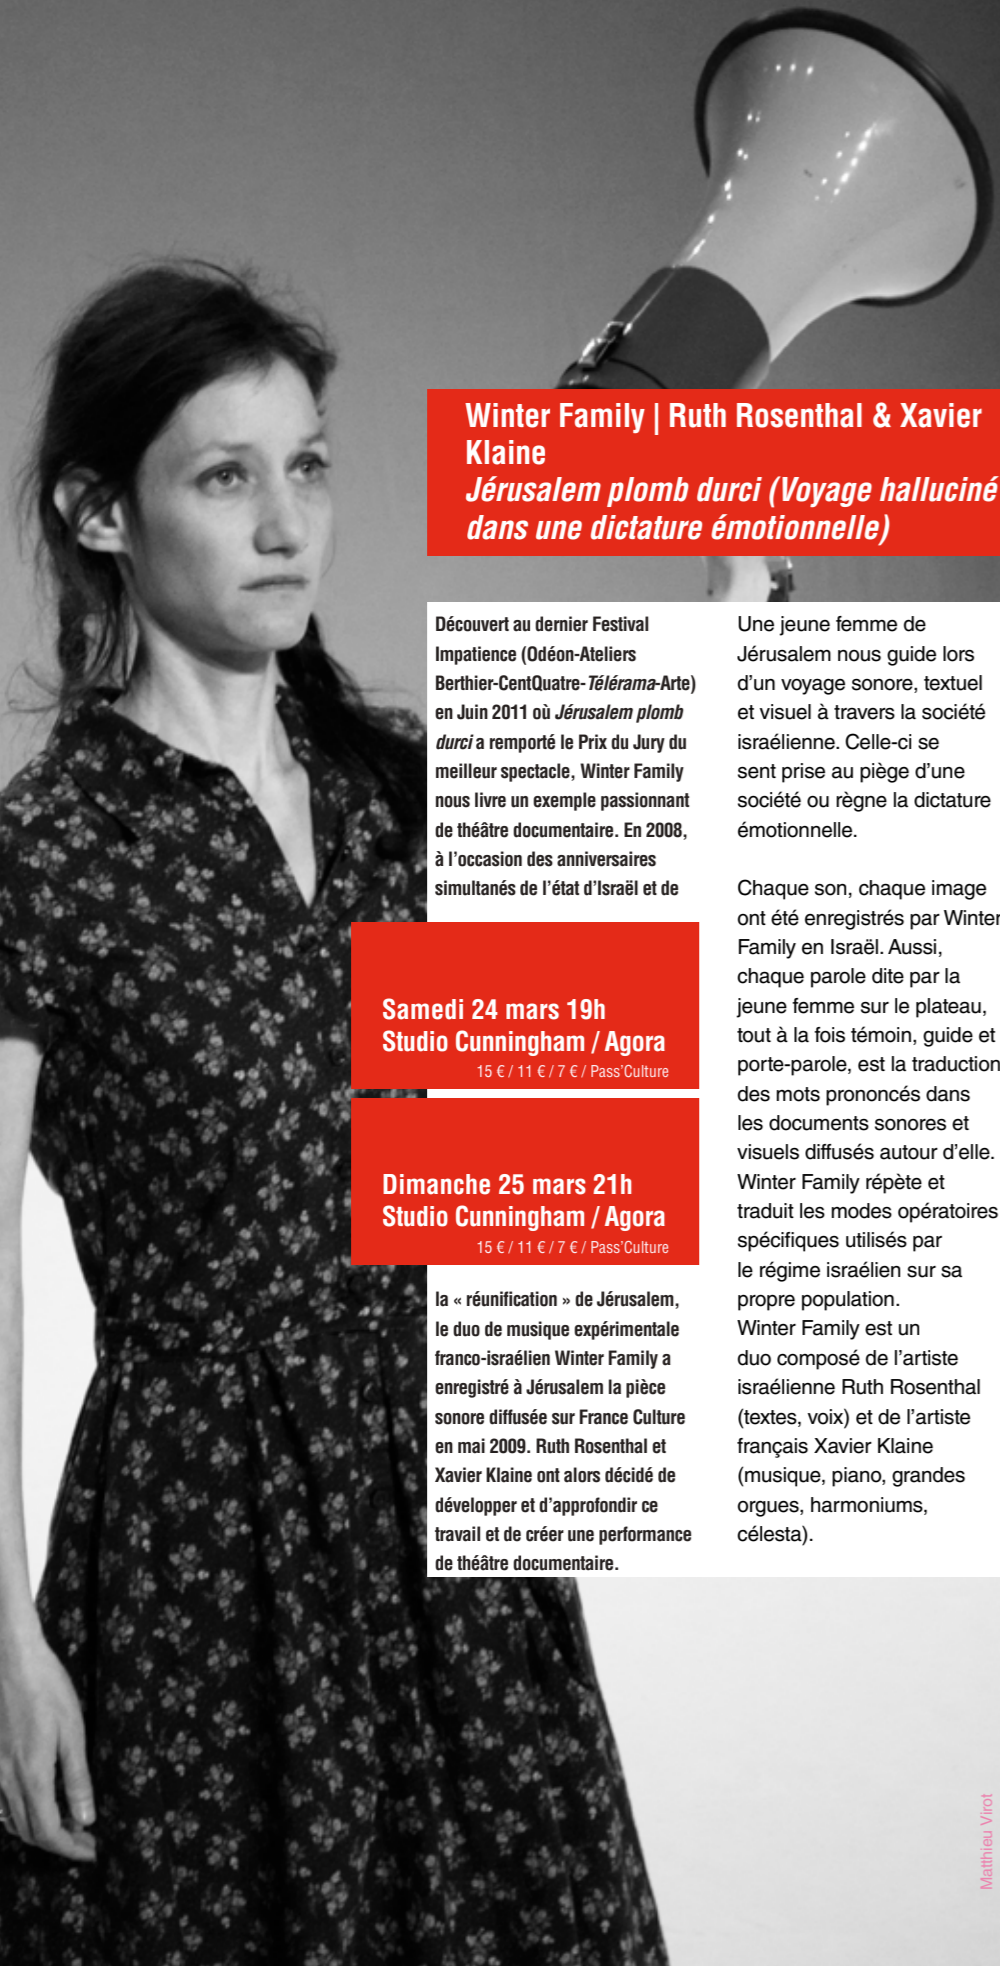 Winter Family | Ruth Rosenthal & Xavier
Klaine
Jérusalem plomb durci (Voyage halluciné
dans une dictature émotionnelle)
Découvert au dernier Festival
Impatience (Odéon-Ateliers
Berthier-CentQuatre-Télérama-Arte)
en Juin 2011 où Jérusalem plomb
durci a remporté le Prix du Jury du
meilleur spectacle, Winter Family
nous livre un exemple passionnant
de théâtre documentaire. En 2008,
à l’occasion des anniversaires
simultanés de l’état d’Israël et de
Samedi 24 mars 19h
Studio Cunningham / Agora
15 € / 11 € / 7 € / Pass’Culture
Dimanche 25 mars 21h
Studio Cunningham / Agora
15 € / 11 € / 7 € / Pass’Culture
la « réunification » de Jérusalem,
le duo de musique expérimentale
franco-israélien Winter Family a
enregistré à Jérusalem la pièce
sonore diffusée sur France Culture
en mai 2009. Ruth Rosenthal et
Xavier Klaine ont alors décidé de
développer et d’approfondir ce
travail et de créer une performance
de théâtre documentaire.
Une jeune femme de
Jérusalem nous guide lors
d’un voyage sonore, textuel
et visuel à travers la société
israélienne. Celle-ci se
sent prise au piège d’une
société ou règne la dictature
émotionnelle.
Chaque son, chaque image
ont été enregistrés par Winter
Family en Israël. Aussi,
chaque parole dite par la
jeune femme sur le plateau,
tout à la fois témoin, guide et
porte-parole, est la traduction
des mots prononcés dans
les documents sonores et
visuels diffusés autour d’elle.
Winter Family répète et
traduit les modes opératoires
spécifiques utilisés par
le régime israélien sur sa
propre population.
Winter Family est un
duo composé de l’artiste
israélienne Ruth Rosenthal
(textes, voix) et de l’artiste
français Xavier Klaine
(musique, piano, grandes
orgues, harmoniums,
célesta).
Matthieu Virot